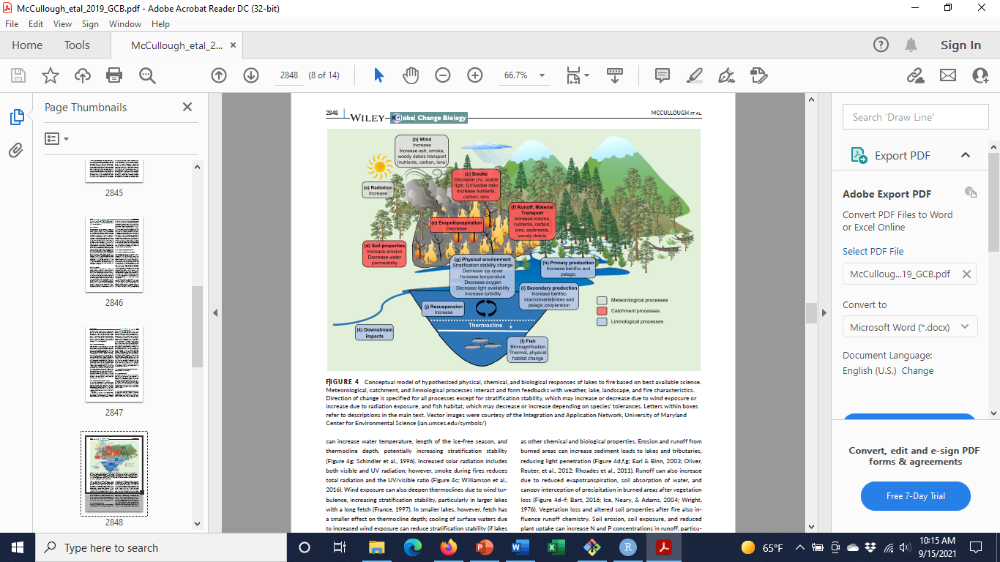 McCullough_etal_2019_GCB.pdf - Adobe Acrobat Reader DC (32-bit)
File Edit View Sign Window Help
Home Tools McCullough_etal_2... × Sign In
2848 (8 of 14) 66.7%
Page Thumbnails
2845
2846
2847
2848
2848 WILEY Global Change Biology MCCULLOUGH ET AL.
(b) Wind
Increase
Increase ash, smoke,
woody debris transport
(nutrients, carbon, ions)
(a) Radiation
Increase
(c) Smoke
Decrease UV, visible
light, UV/visible ratio
Increase nutrients,
carbon, ions
(e) Evapotranspiration
Decrease
(f) Runoff, Material
Transport
Increase volume,
nutrients, carbon,
ions, sediments,
woody debris
(d) Soil properties
Increase erosion
Decrease water
permeability
(g) Physical environment
Stratification stability change
Decrease ice cover
Increase temperature
Decrease oxygen
Decrease light availability
Increase turbidity
(h) Primary production
Increase benthic and
pelagic
(i) Secondary production
Increase benthic
macroinvertebrates and
pelagic zooplankton
(j) Resuspension
Increase
Thermocline
(k) Downstream
impacts
(l) Fish
Biomagnification
Thermal, physical
habitat change
Meteorological processes
Catchment processes
Limnological processes
FIGURE 4 Conceptual model of hypothesized physical, chemical, and biological responses of lakes to fire based on best available science.
Meteorological, catchment, and limnological processes interact and form feedbacks with weather, lake, landscape, and fire characteristics.
Direction of change is specified for all processes except for stratification stability, which may increase or decrease due to wind exposure or
increase due to radiation exposure, and fish habitat, which may decrease or increase depending on species' tolerances. Letters within boxes
refer to descriptions in the main text. Vector images were courtesy of the Integration and Application Network, University of Maryland
Center for Environmental Science (ian.umces.edu/symbols/)
can increase water temperature, length of the ice-free season, and
thermocline depth, potentially increasing stratification stability
(Figure 4g; Schindler et al., 1996). Increased solar radiation includes
both visible and UV radiation; however, smoke during fires reduces
total radiation and the UV/visible ratio (Figure 4c; Williamson et al.,
2016). Wind exposure can also deepen thermoclines due to wind tur-
bulence, increasing stratification stability, particularly in larger lakes
with a long fetch (France, 1997). In smaller lakes, however, fetch has
a smaller effect on thermocline depth; cooling of surface waters due
to increased wind exposure can reduce stratification stability (if lakes
as other chemical and biological properties. Erosion and runoff from
burned areas can increase sediment loads to lakes and tributaries,
reducing light penetration (Figure 4d,f,g; Earl & Binn, 2003; Oliver,
Reuter, et al., 2012; Rhoades et al., 2011). Runoff can also increase
due to reduced evapotranspiration, soil absorption of water, and
canopy interception of precipitation in burned areas after vegetation
loss (Figure 4d–f; Bart, 2016; Ice, Neary, & Adams, 2004; Wright,
1976). Vegetation loss and altered soil properties after fire also in-
fluence runoff chemistry. Soil erosion, soil exposure, and reduced
plant uptake can increase N and P concentrations in runoff, particu-
Search 'Draw Line'
Export PDF
Adobe Export PDF
Convert PDF Files to Word
or Excel Online
Select PDF File
McCulloug...19_GCB.pdf
Convert to
Microsoft Word (*.docx)
Document Language:
English (U.S.) Change
Convert, edit and e-sign PDF
forms & agreements
Free 7-Day Trial
Type here to search
65°F
10:15 AM
9/15/2021